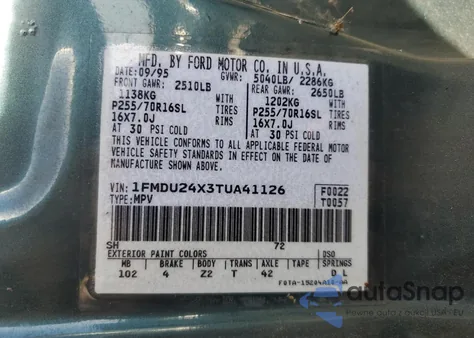 MFD. BY FORD MOTOR CO. IN U.S.A.
DATE: 09/95 GVWR: 5040LB/ 2286KG
FRONT GAWR: 2510LB REAR GAWR: 2650LB
1138KG WITH 1202KG WITH
P255/70R16SL TIRES P255/70R16SL TIRES
16X7.0J RIMS 16X7.0J RIMS
AT 30 PSI COLD AT 30 PSI COLD
THIS VEHICLE CONFORMS TO ALL APPLICABLE FEDERAL MOTOR
VEHICLE SAFETY STANDARDS IN EFFECT ON THE DATE OF
MANUFACTURE SHOWN ABOVE.
VIN: 1FMDU24X3TUA41126 F0022
TYPE: MPV T0057
SH 72
EXTERIOR PAINT COLORS DSO
MB BRAKE BODY TRANS AXLE TAPE SPRINGS
102 4 Z2 T 42 D L
autoSnap